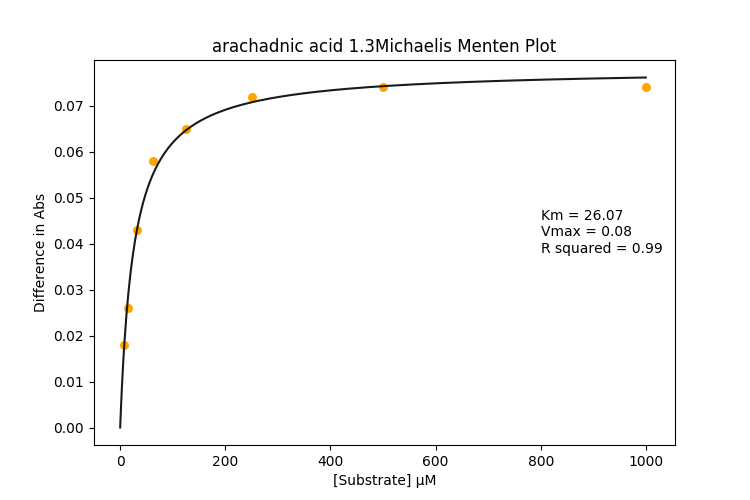 arachadnic acid 1.3Michaelis Menten Plot
0.07
0.06
0.05
0.04
0.03
0.02
0.01
0.00
Difference in Abs
Km = 26.07
Vmax = 0.08
R squared = 0.99
0 200 400 600 800 1000
[Substrate] μM